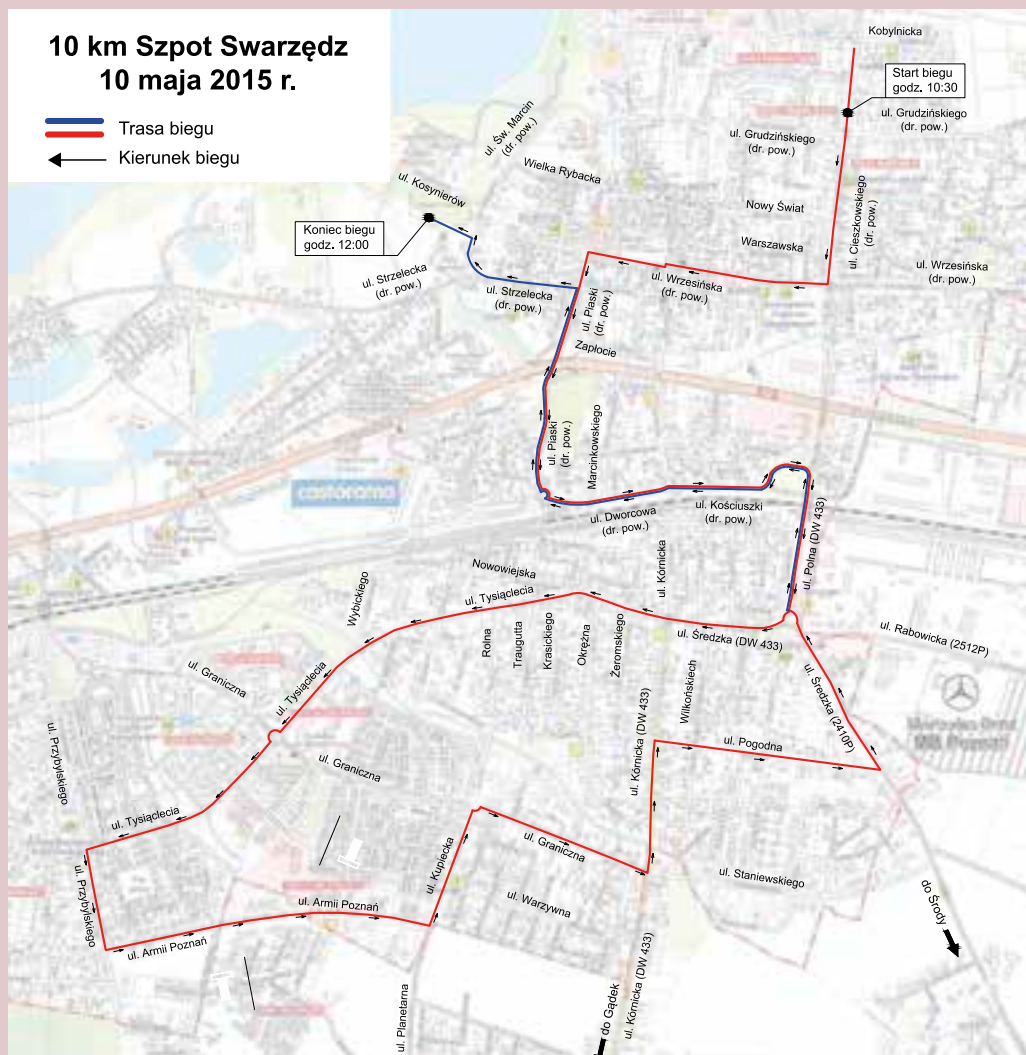 10 km Szpot Swarzędz
10 maja 2015 r.
Trasa biegu
Kierunek biegu
Kobylnicka
Start biegu
godz. 10:30
ul. Grudzińskiego
(dr. pow.)
ul. Grudzińskiego
(dr. pow.)
ul. Św. Marcin
(dr. pow.)
Wielka Rybacka
ul. Kosynierów
Nowy Świat
Warszawska
ul. Cieszkowskiego
(dr. pow.)
Koniec biegu
godz. 12:00
ul. Strzelecka
(dr. pow.)
ul. Strzelecka
(dr. pow.)
ul. Wrzesińska
(dr. pow.)
ul. Wrzesińska
(dr. pow.)
ul. Piaski
(dr. pow.)
Zapłocie
ul. Piaski
(dr. pow.)
Marcinkowskiego
castorama
ul. Dworcowa
(dr. pow.)
ul. Kościuszki
(dr. pow.)
ul. Polna (DW 433)
Nowowiejska
ul. Kórnicka
Wybickiego
ul. Tysiąclecia
Rolna
Traugutta
Krasickiego
Okrężna
Żeromskiego
ul. Średzka (DW 433)
ul. Rabowicka (2512P)
ul. Graniczna
ul. Tysiąclecia
Wilkońskiech
ul. Średzka (2410P)
ul. Przybylskiego
ul. Graniczna
ul. Kórnicka (DW 433)
ul. Pogodna
ul. Tysiąclecia
ul. Przybylskiego
ul. Kupiecka
ul. Graniczna
ul. Staniewskiego
ul. Warzywna
ul. Armii Poznań
ul. Armii Poznań
do Środy
ul. Planetarna
do Gądek
ul. Kórnicka (DW 433)